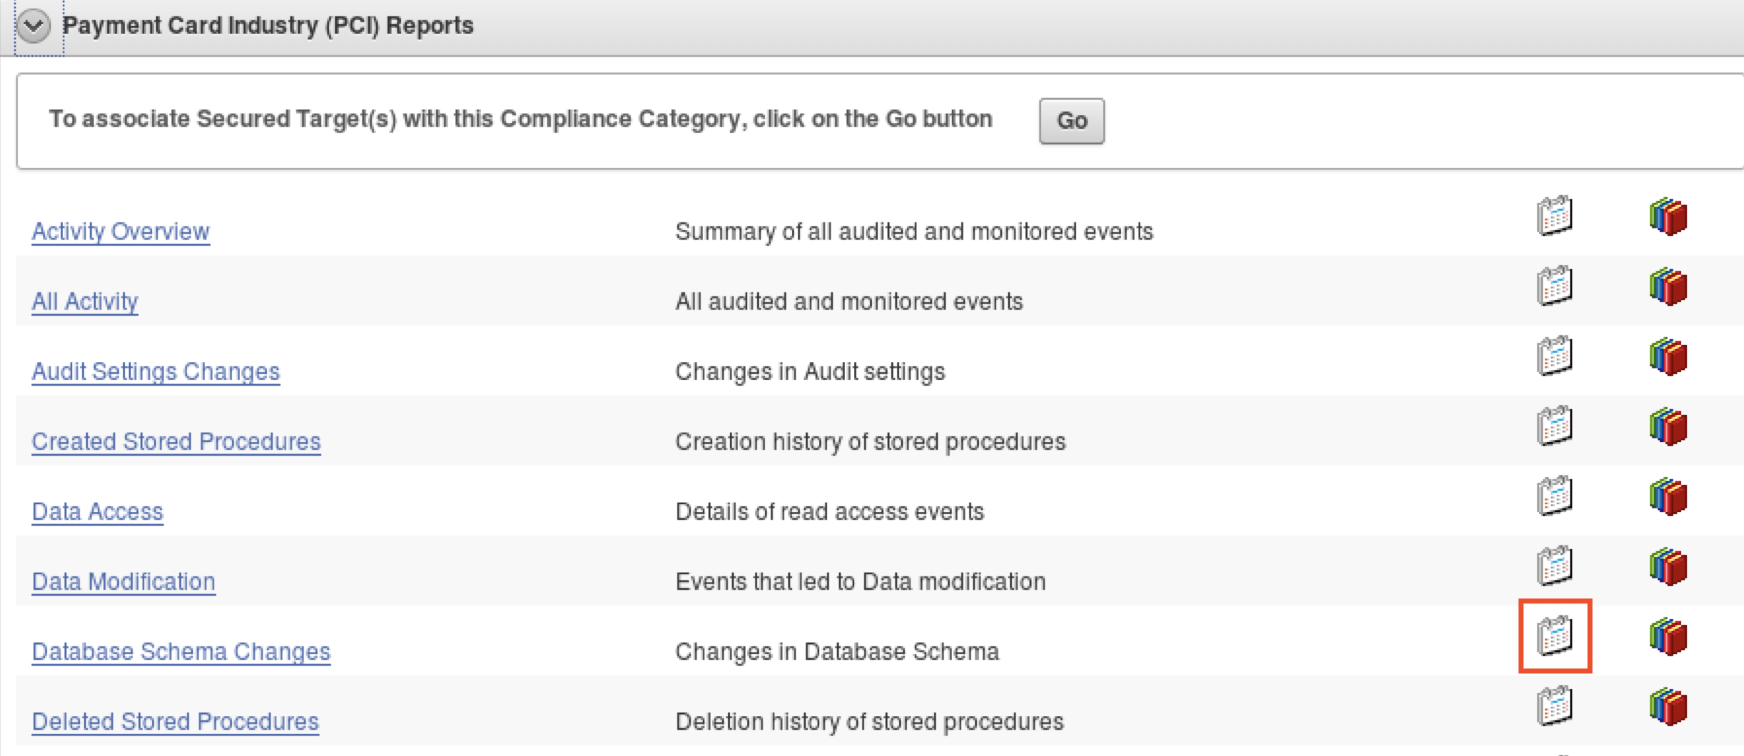 Payment Card Industry (PCI) Reports
To associate Secured Target(s) with this Compliance Category, click on the Go button Go
Activity Overview Summary of all audited and monitored events
All Activity All audited and monitored events
Audit Settings Changes Changes in Audit settings
Created Stored Procedures Creation history of stored procedures
Data Access Details of read access events
Data Modification Events that led to Data modification
Database Schema Changes Changes in Database Schema
Deleted Stored Procedures Deletion history of stored procedures